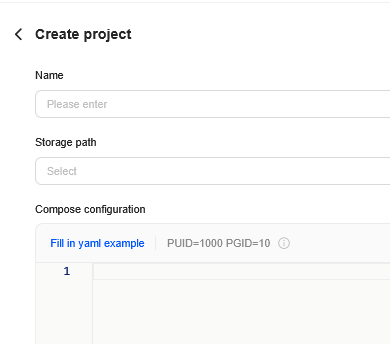 Create project
Name
Please enter
Storage path
Select
Compose configuration
Fill in yaml example PUID=1000 PGID=10
1